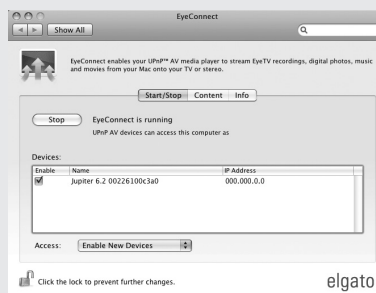 EyeConnect
Show All
EyeConnect enables your UPnP™ AV media player to stream EyeTV recordings, digital photos, music
and movies from your Mac onto your TV or stereo.
Start/Stop Content Info
Stop EyeConnect is running
UPnP AV devices can access this computer as
Devices:
Enable Name IP Address
Jupiter 6.2 00226100c3a0 000.000.0.0
Access: Enable New Devices
Click the lock to prevent further changes.
elgato